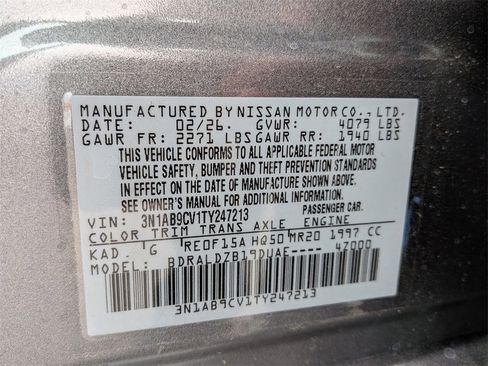 MANUFACTURED BY NISSAN MOTOR CO., LTD.
DATE: 02/26. GVWR: 4079 LBS
GAWR FR: 2271 LBS GAWR RR: 1940 LBS
THIS VEHICLE CONFORMS TO ALL APPLICABLE FEDERAL MOTOR
VEHICLE SAFETY, BUMPER AND THEFT PREVENTION STANDARDS
IN EFFECT ON THE DATE OF MANUFACTURE SHOWN ABOVE.
SEE OWNER'S MANUAL FOR ADDITIONAL INFORMATION.
VIN: 3N1AB9CV1TY247213 PASSENGER CAR.
COLOR TRIM TRANS AXLE ENGINE
KAD. G RE0F15A HQ50 MR20 1997 CC
MODEL: BDRALDZB19DUAE---- 47000
3N1AB9CV1TY247213